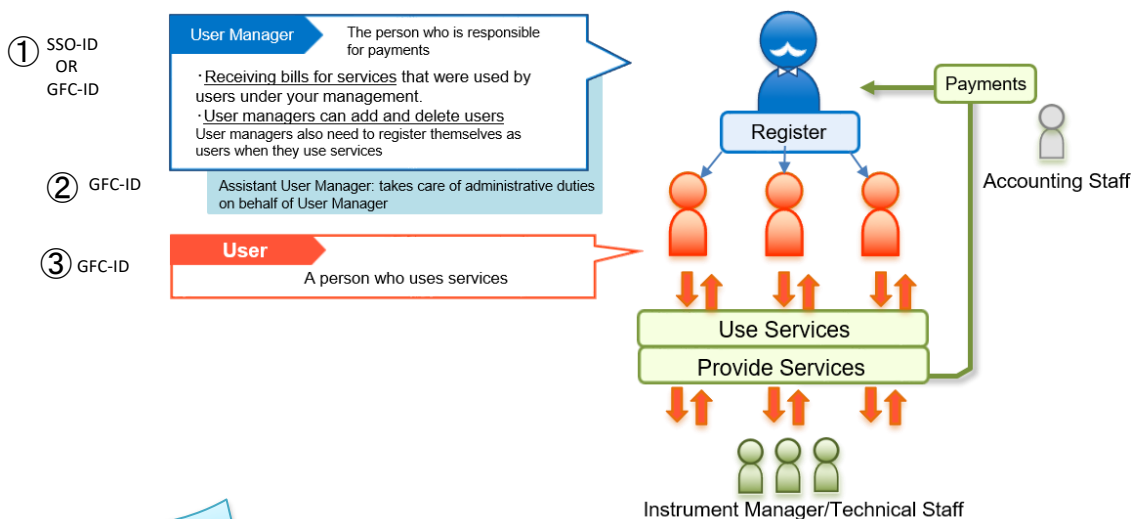 ① SSO-ID
OR
GFC-ID
User Manager
The person who is responsible
for payments
・Receiving bills for services that were used by
users under your management.
・User managers can add and delete users
User managers also need to register themselves as
users when they use services
② GFC-ID
Assistant User Manager: takes care of administrative duties
on behalf of User Manager
③ GFC-ID
User
A person who uses services
Register
Payments
Accounting Staff
Use Services
Provide Services
Instrument Manager/Technical Staff